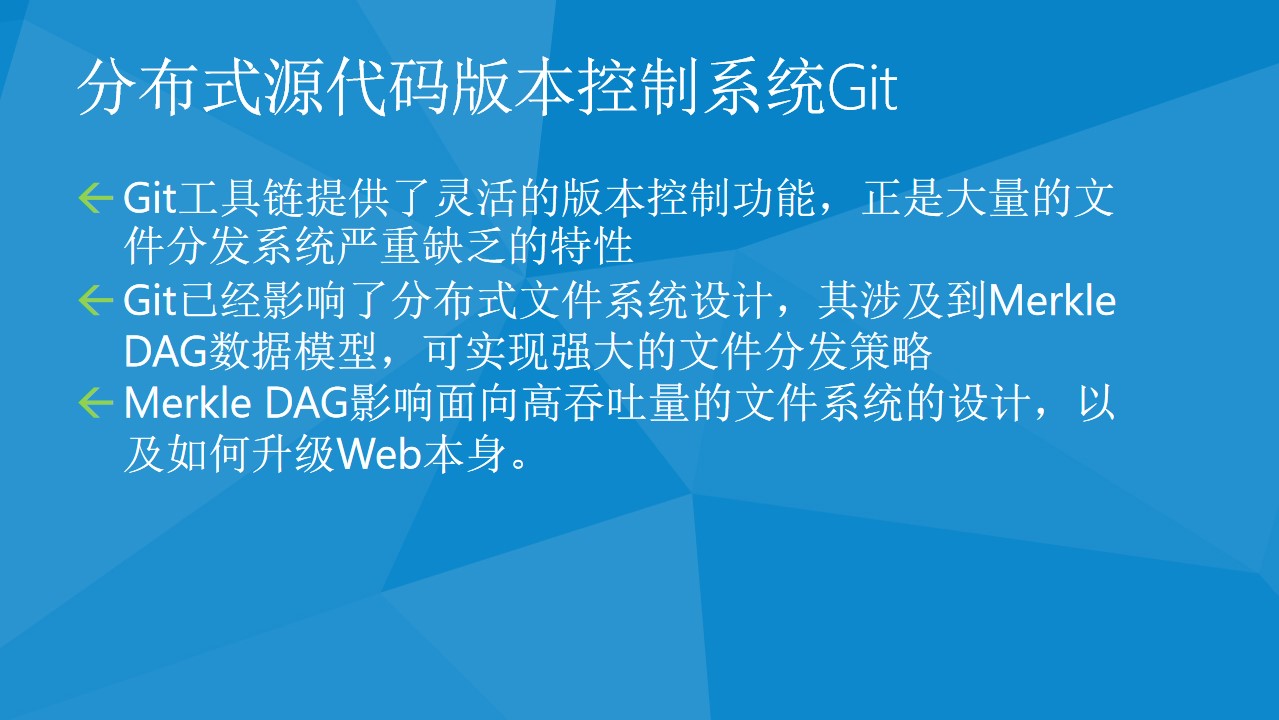 分布式源代码版本控制系统Git
Git工具链提供了灵活的版本控制功能，正是大量的文
件分发系统严重缺乏的特性
Git已经影响了分布式文件系统设计，其涉及到Merkle
DAG数据模型，可实现强大的文件分发策略
Merkle DAG影响面向高吞吐量的文件系统的设计，以
及如何升级Web本身。